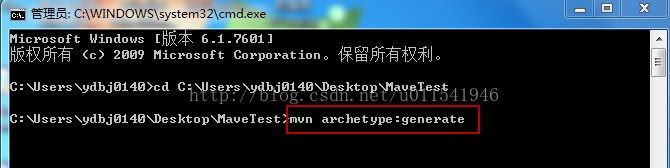 管理员: C:\WINDOWS\system32\cmd.exe
Microsoft Windows [版本 6.1.7601]
版权所有 (c) 2009 Microsoft Corporation。保留所有权利。
C:\Users\ydbj0140>cd C:\Users\ydbj0140\Desktop\MaveTest
http://blog.csdn.net/u011541946
C:\Users\ydbj0140\Desktop\MaveTest>mvn archetype:generate